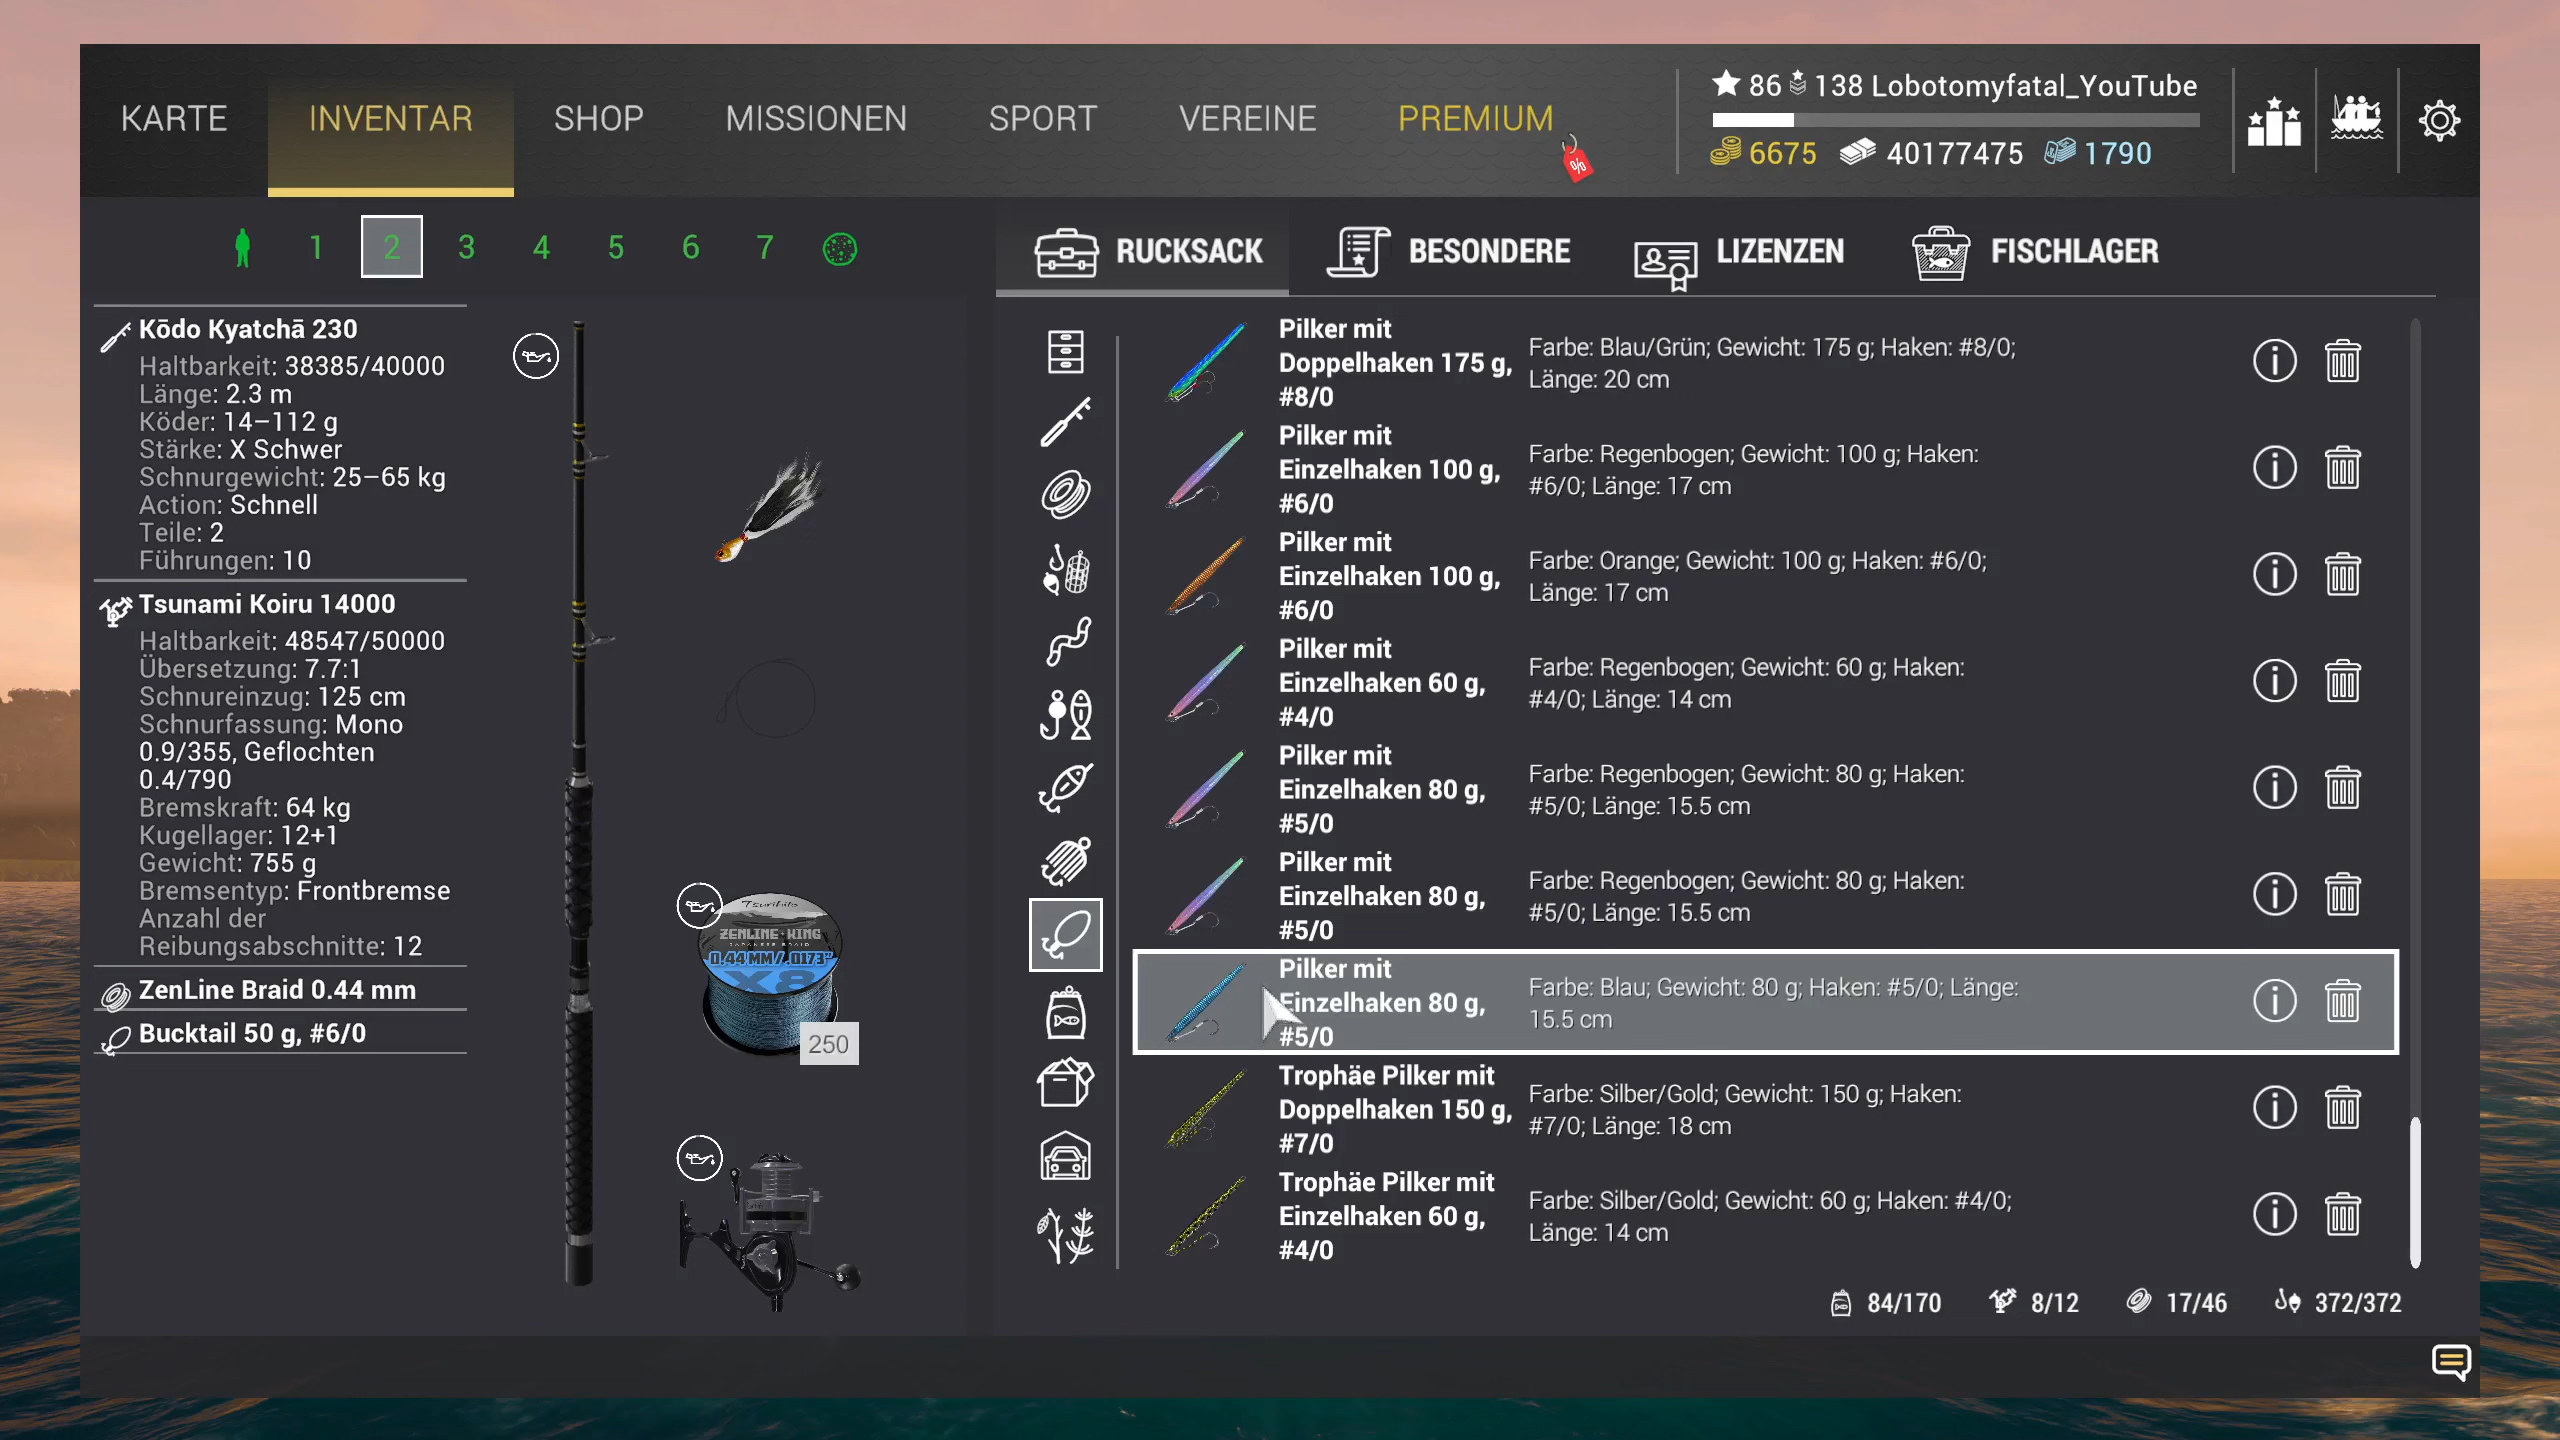 KARTE
INVENTAR
SHOP
MISSIONEN
SPORT
VEREINE
PREMIUM
%
86 138 Lobotomyfatal_YouTube
6675 40177475 1790
1 2 3 4 5 6 7
RUCKSACK
BESONDERE
LIZENZEN
FISCHLAGER
Kōdo Kyatchā 230
Haltbarkeit: 38385/40000
Länge: 2.3 m
Köder: 14–112 g
Stärke: X Schwer
Schnurgewicht: 25–65 kg
Action: Schnell
Teile: 2
Führungen: 10
Tsunami Koiru 14000
Haltbarkeit: 48547/50000
Übersetzung: 7.7:1
Schnureinzug: 125 cm
Schnurfassung: Mono
0.9/355, Geflochten
0.4/790
Bremskraft: 64 kg
Kugellager: 12+1
Gewicht: 755 g
Bremsentyp: Frontbremse
Anzahl der
Reibungsabschnitte: 12
ZenLine Braid 0.44 mm
Bucktail 50 g, #6/0
Tsurihito
ZENLINE KING
JAPANESE BRAID
0.44 MM/.0173"
X8
250
Pilker mit
Doppelhaken 175 g,
#8/0
Farbe: Blau/Grün; Gewicht: 175 g; Haken: #8/0;
Länge: 20 cm
Pilker mit
Einzelhaken 100 g,
#6/0
Farbe: Regenbogen; Gewicht: 100 g; Haken:
#6/0; Länge: 17 cm
Pilker mit
Einzelhaken 100 g,
#6/0
Farbe: Orange; Gewicht: 100 g; Haken: #6/0;
Länge: 17 cm
Pilker mit
Einzelhaken 60 g,
#4/0
Farbe: Regenbogen; Gewicht: 60 g; Haken:
#4/0; Länge: 14 cm
Pilker mit
Einzelhaken 80 g,
#5/0
Farbe: Regenbogen; Gewicht: 80 g; Haken:
#5/0; Länge: 15.5 cm
Pilker mit
Einzelhaken 80 g,
#5/0
Farbe: Regenbogen; Gewicht: 80 g; Haken:
#5/0; Länge: 15.5 cm
Pilker mit
Einzelhaken 80 g,
#5/0
Farbe: Blau; Gewicht: 80 g; Haken: #5/0; Länge:
15.5 cm
Trophäe Pilker mit
Doppelhaken 150 g,
#7/0
Farbe: Silber/Gold; Gewicht: 150 g; Haken:
#7/0; Länge: 18 cm
Trophäe Pilker mit
Einzelhaken 60 g,
#4/0
Farbe: Silber/Gold; Gewicht: 60 g; Haken: #4/0;
Länge: 14 cm
84/170 8/12 17/46 372/372